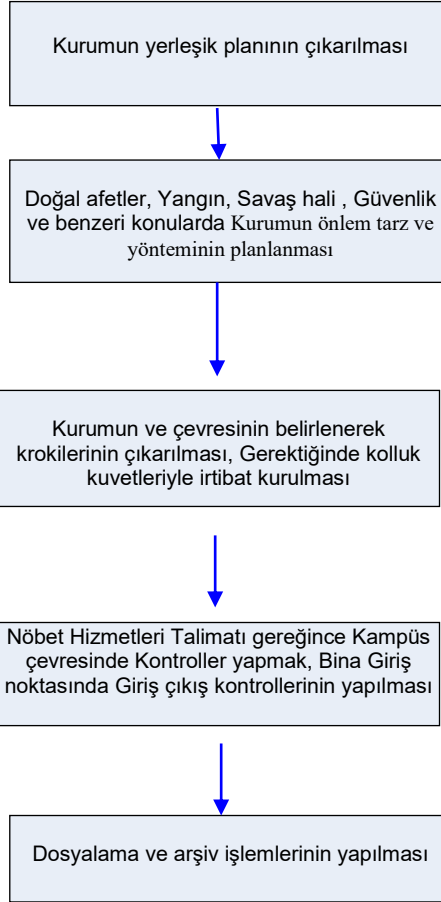 Kurumun yerleşik planının çıkarılması
Doğal afetler, Yangın, Savaş hali , Güvenlik
ve benzeri konularda Kurumun önlem tarz ve
yönteminin planlanması
Kurumun ve çevresinin belirlenerek
krokilerinin çıkarılması, Gerektiğinde kolluk
kuvetleriyle irtibat kurulması
Nöbet Hizmetleri Talimatı gereğince Kampüs
çevresinde Kontroller yapmak, Bina Giriş
noktasında Giriş çıkış kontrollerinin yapılması
Dosyalama ve arşiv işlemlerinin yapılması